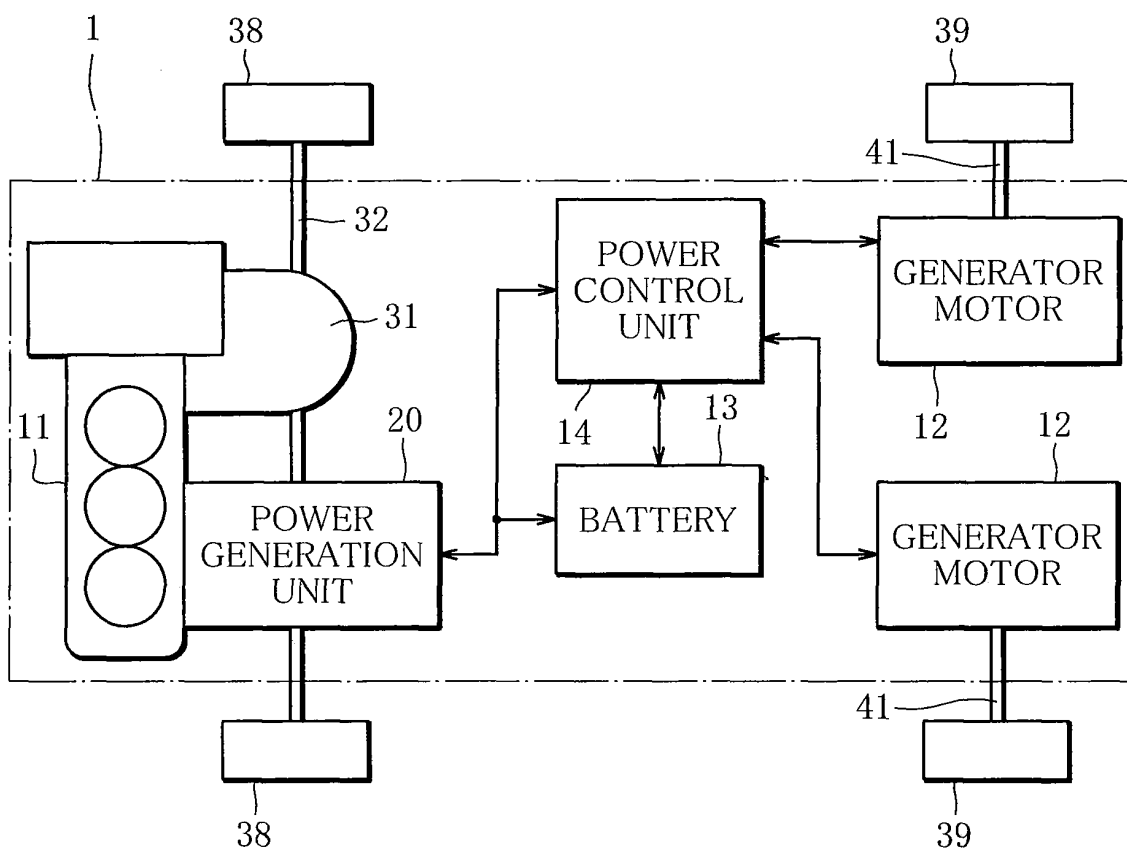 1
38
39
41
32
POWER
CONTROL
UNIT
GENERATOR
MOTOR
31
11
20
14
13
12
12
POWER
GENERATION
UNIT
BATTERY
GENERATOR
MOTOR
41
38
39